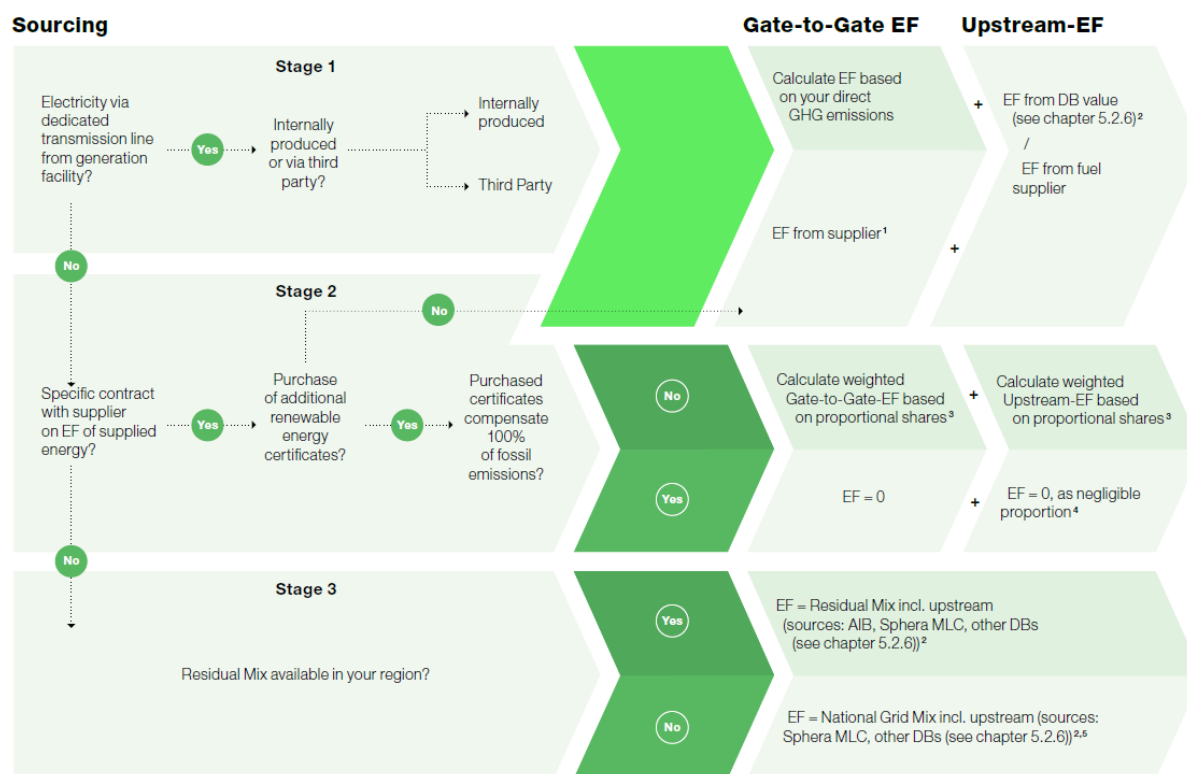 Sourcing
Gate-to-Gate EF
Upstream-EF
Stage 1
Electricity via
dedicated
transmission line
from generation
facility?
Yes
Internally
produced
or via third
party?
Internally
produced
Third Party
Calculate EF based
on your direct
GHG emissions
+
EF from DB value
(see chapter 5.2.6)²
/
EF from fuel
supplier
EF from supplier¹
+
No
Stage 2
No
Specific contract
with supplier
on EF of supplied
energy?
Yes
Purchase
of additional
renewable
energy
certificates?
Yes
Purchased
certificates
compensate
100%
of fossil
emissions?
No
Calculate weighted
Gate-to-Gate-EF based
on proportional shares³
+
Calculate weighted
Upstream-EF based
on proportional shares³
Yes
EF = 0
+
EF = 0, as negligible
proportion⁴
No
Stage 3
Residual Mix available in your region?
Yes
EF = Residual Mix incl. upstream
(sources: AIB, Sphera MLC, other DBs
(see chapter 5.2.6))²
No
EF = National Grid Mix incl. upstream (sources:
Sphera MLC, other DBs (see chapter 5.2.6))²,⁵